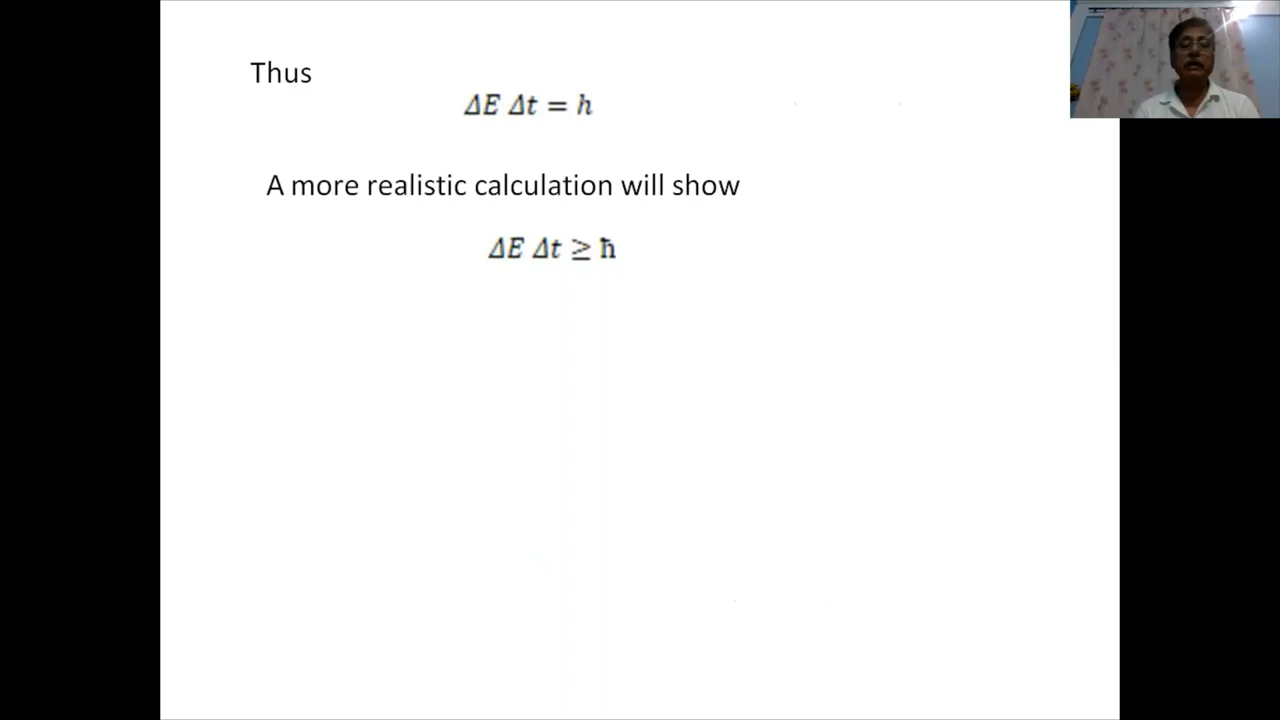 Thus
ΔE Δt = h
A more realistic calculation will show
ΔE Δt ≥ ħ